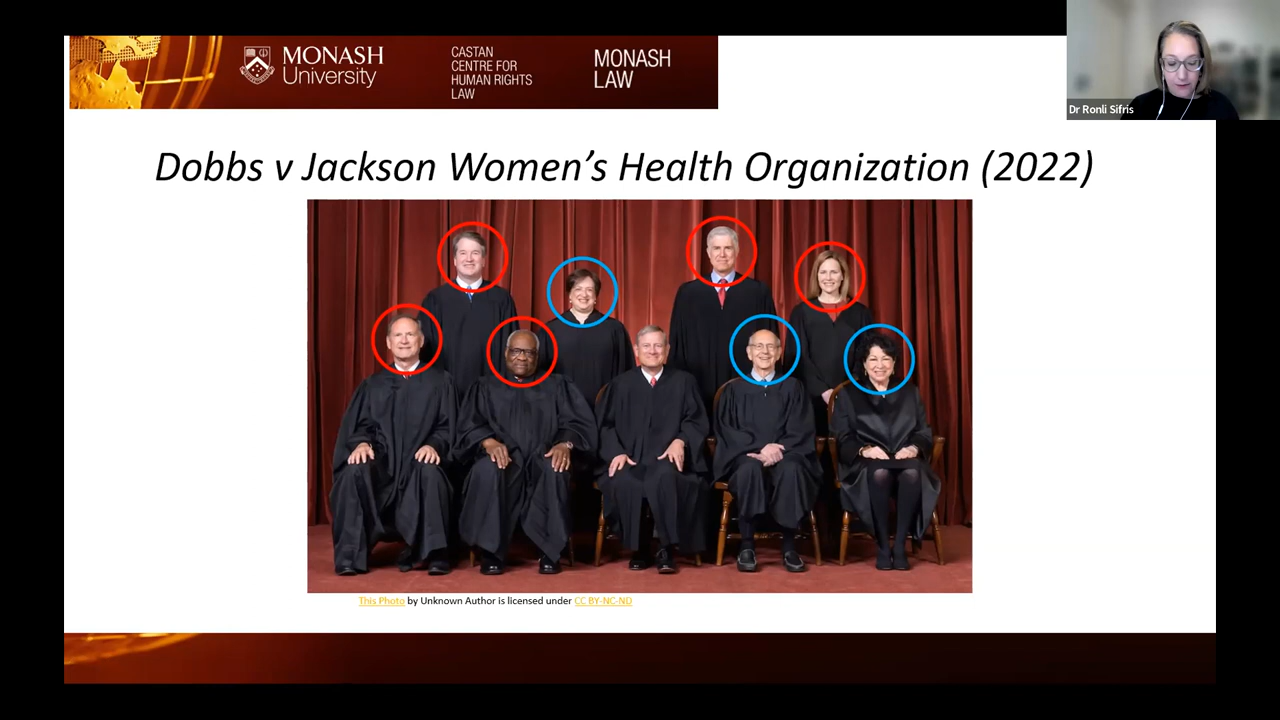 MONASH
University
CASTAN
CENTRE FOR
HUMAN RIGHTS
LAW
MONASH
LAW
Dr Ronli Sifris
Dobbs v Jackson Women’s Health Organization (2022)
This Photo by Unknown Author is licensed under CC BY-NC-ND